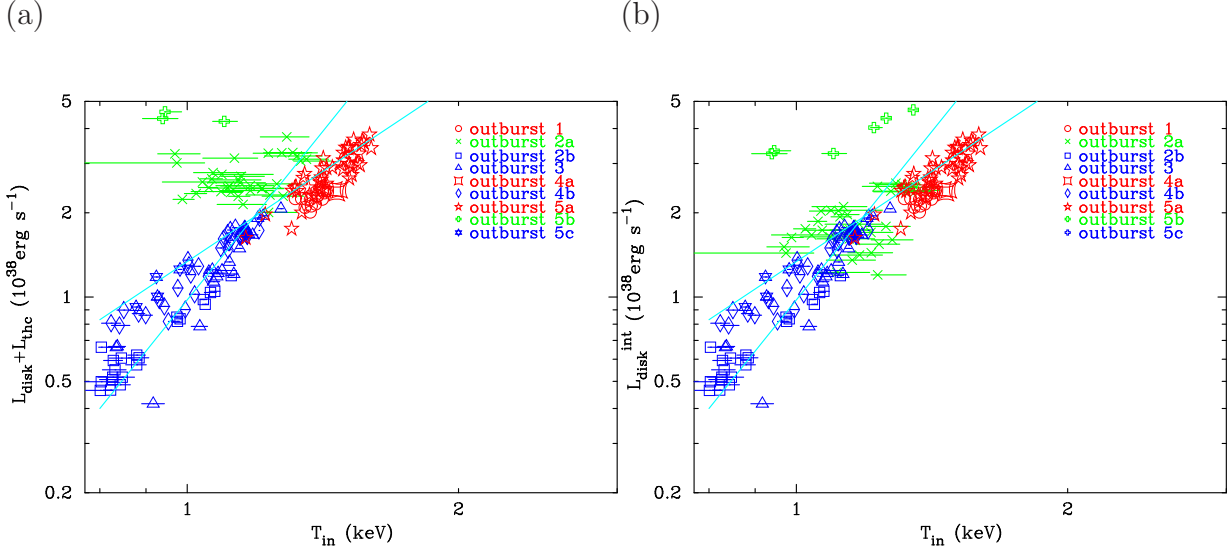 (a)
(b)
L_disk+L_thc (10^38 erg s^-1)
5
2
1
0.5
0.2
outburst 1
outburst 2a
outburst 2b
outburst 3
outburst 4a
outburst 4b
outburst 5a
outburst 5b
outburst 5c
1
2
T_in (keV)
L_disk^int (10^38 erg s^-1)
5
2
1
0.5
0.2
outburst 1
outburst 2a
outburst 2b
outburst 3
outburst 4a
outburst 4b
outburst 5a
outburst 5b
outburst 5c
1
2
T_in (keV)